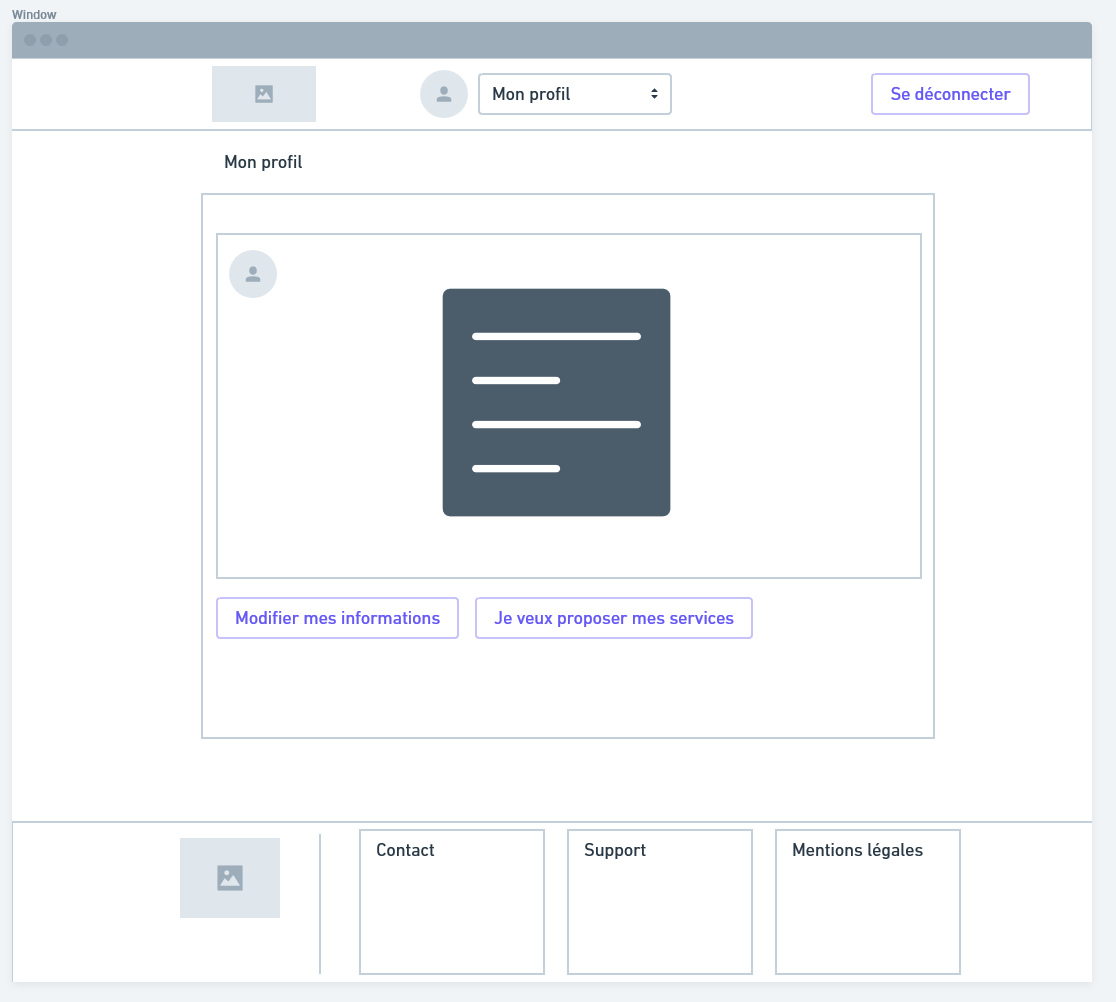 Window
Mon profil
Se déconnecter
Mon profil
Modifier mes informations
Je veux proposer mes services
Contact
Support
Mentions légales